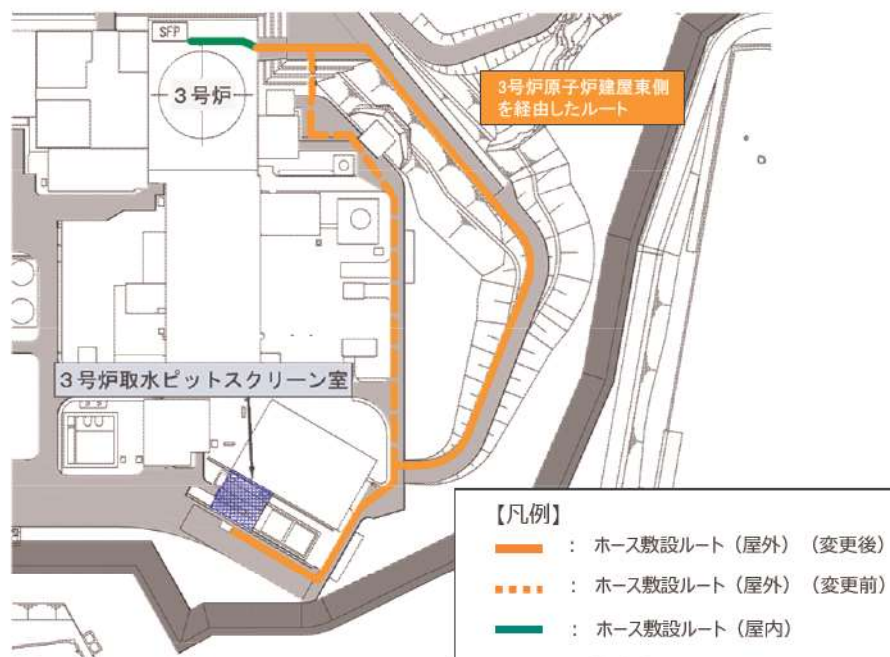 SFP
3号炉
3号炉原子炉建屋東側
を経由したルート
3号炉取水ピットスクリーン室
【凡例】
： ホース敷設ルート（屋外）（変更後）
： ホース敷設ルート（屋外）（変更前）
： ホース敷設ルート（屋内）